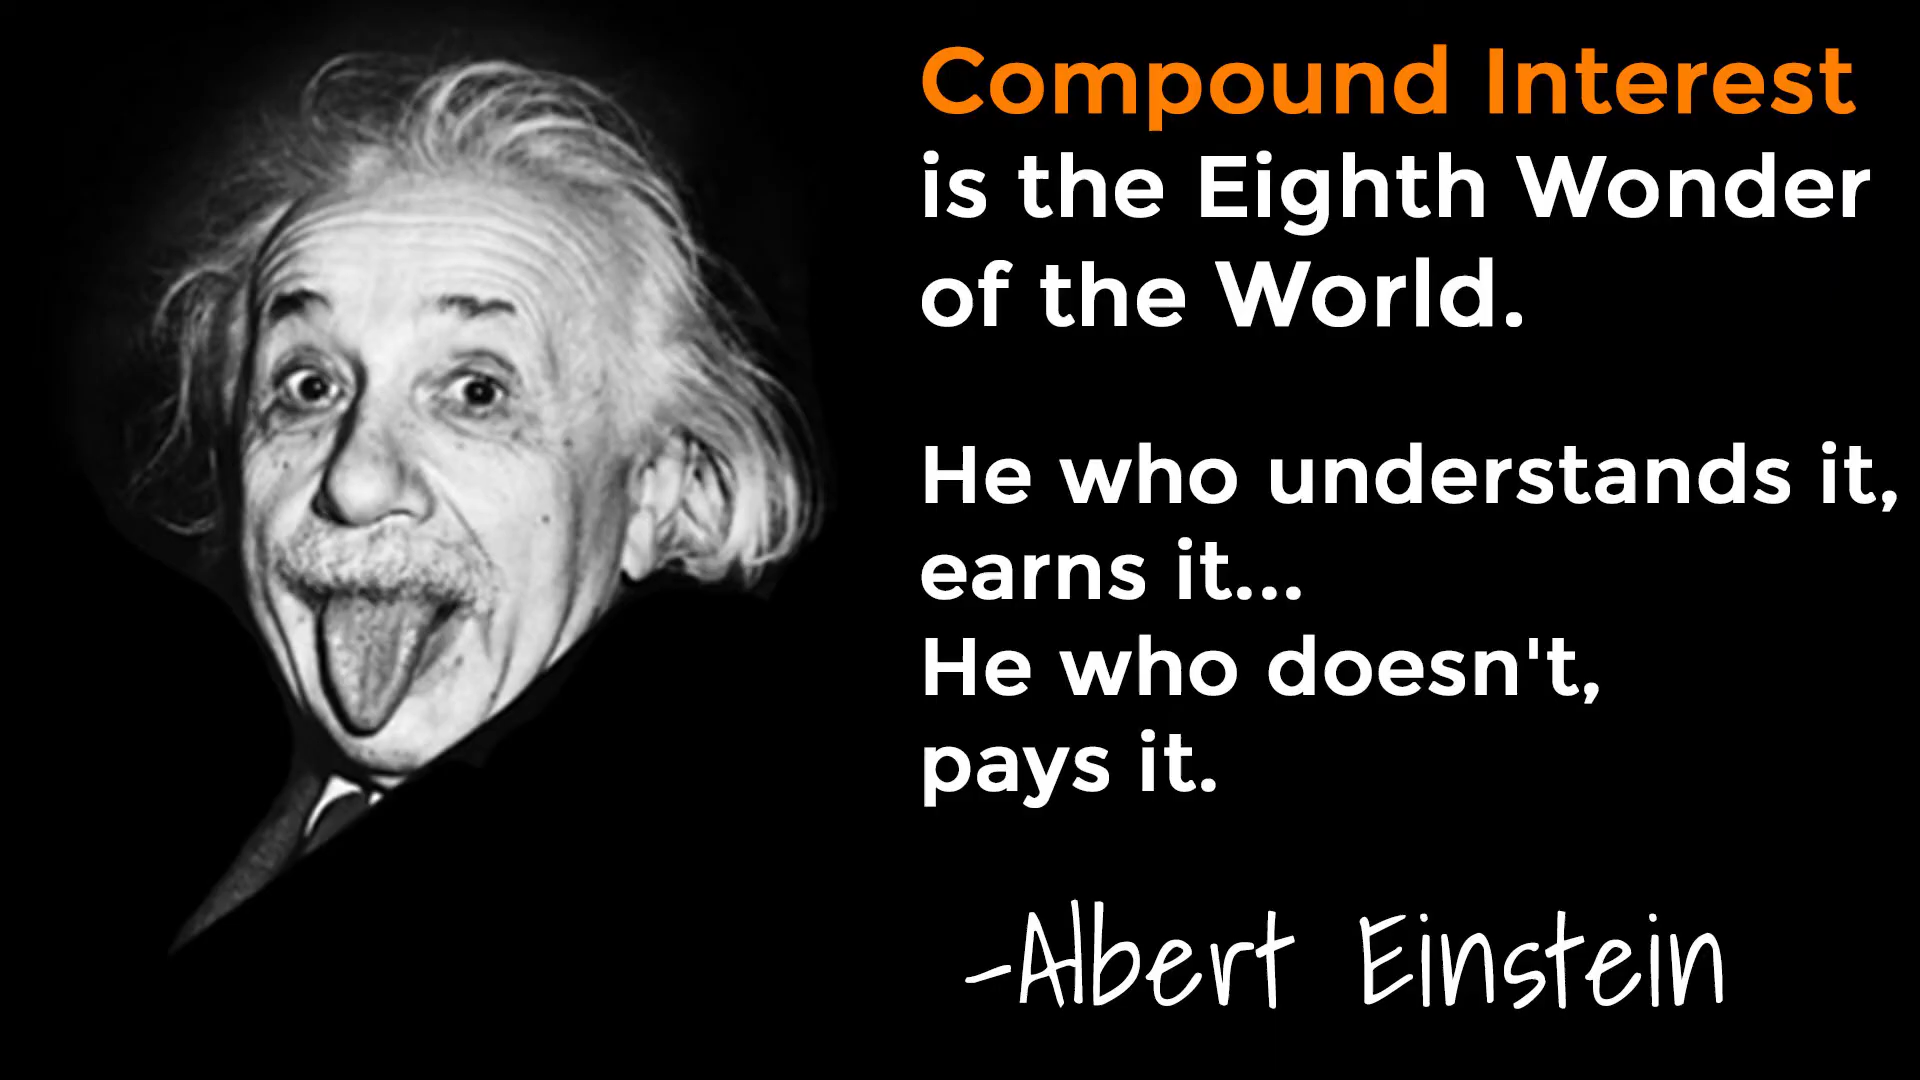 Compound Interest
is the Eighth Wonder
of the World.
He who understands it,
earns it...
He who doesn't,
pays it.
-Albert Einstein